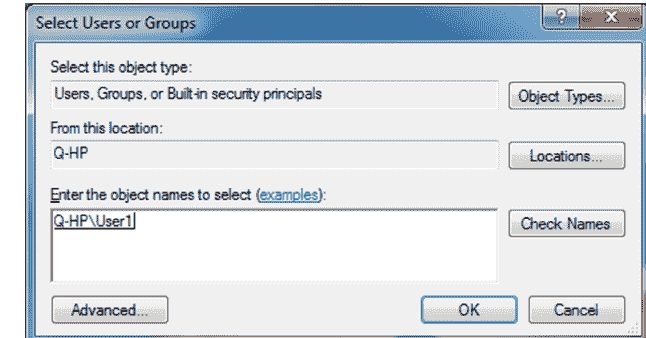 Select Users or Groups
Select this object type:
Users, Groups, or Built-in security principals
Object Types...
From this location:
Q-HP
Locations...
Enter the object names to select (examples):
Q-HP\User1
Check Names
Advanced...
OK
Cancel